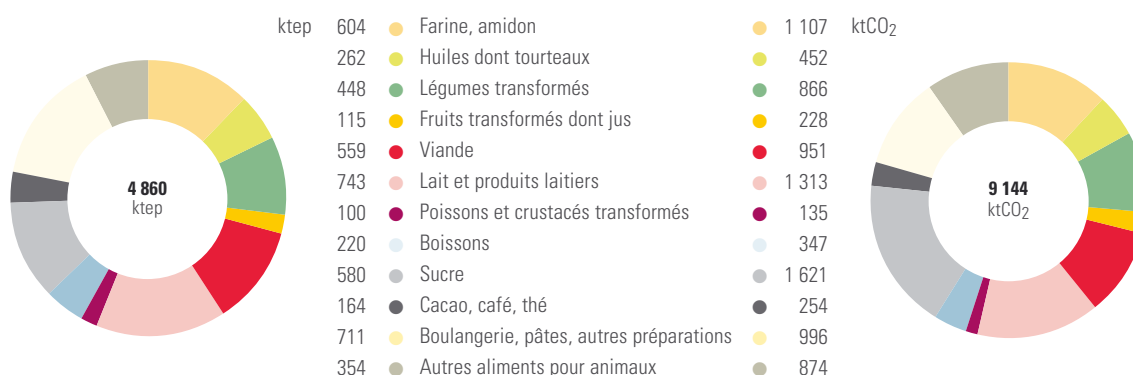 ktep 604 Farine, amidon 1 107 ktCO2
262 Huiles dont tourteaux 452
448 Légumes transformés 866
115 Fruits transformés dont jus 228
559 Viande 951
743 Lait et produits laitiers 1 313
100 Poissons et crustacés transformés 135
220 Boissons 347
580 Sucre 1 621
164 Cacao, café, thé 254
711 Boulangerie, pâtes, autres préparations 996
354 Autres aliments pour animaux 874
4 860
ktep
9 144
ktCO2